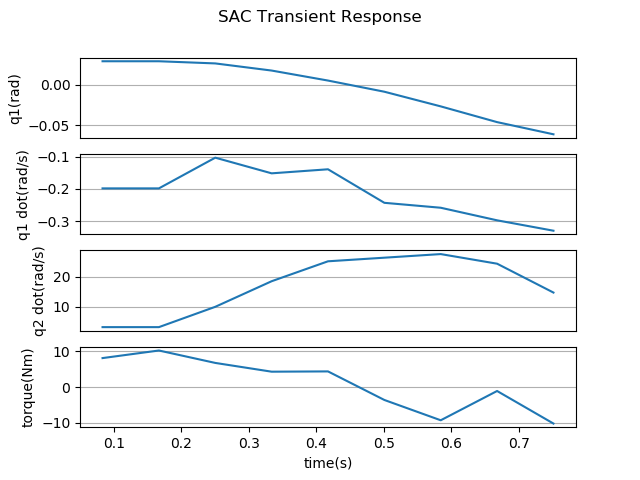 SAC Transient Response
q1(rad)
0.00
−0.05
q1 dot(rad/s)
−0.1
−0.2
−0.3
q2 dot(rad/s)
20
10
torque(Nm)
10
0
−10
0.1 0.2 0.3 0.4 0.5 0.6 0.7
time(s)